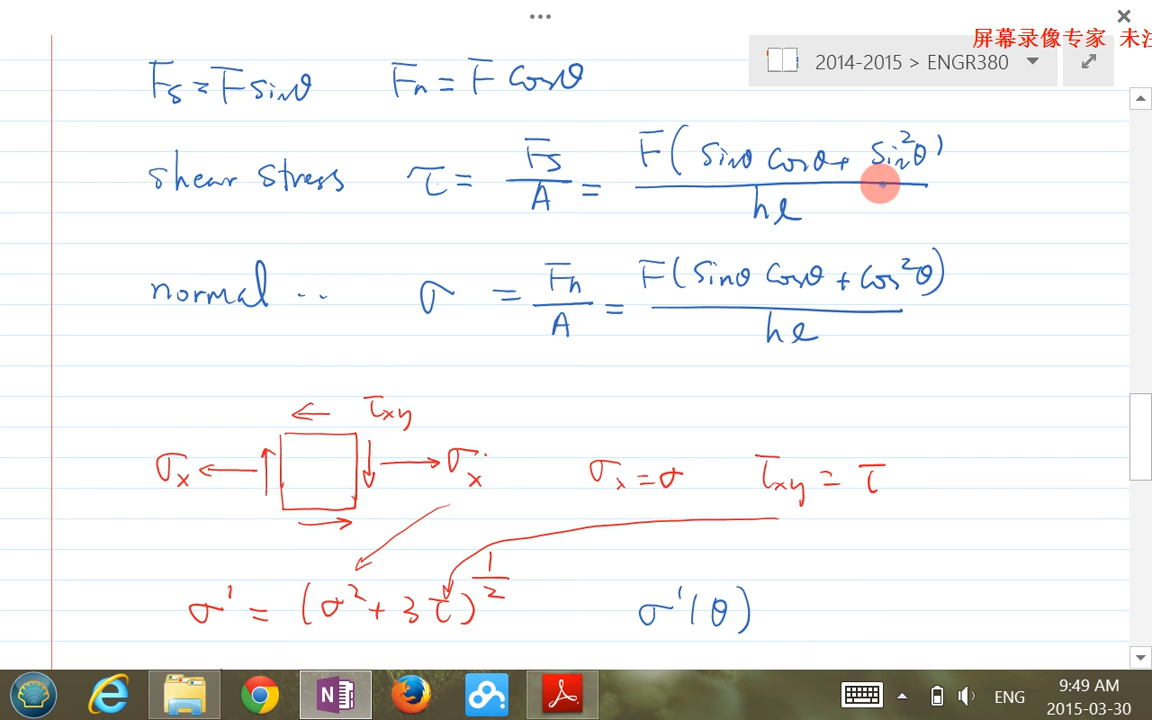 屏幕录像专家 未注
2014-2015 > ENGR380
Fs = F sinθ Fn = F cosθ
shear stress τ = Fs/A = F(sinθ cosθ + sin²θ)/hl
normal .. σ = Fn/A = F(sinθ cosθ + cos²θ)/hl
← τxy
σx ← → σx σx = σ τxy = τ
σ' = (σ² + 3τ)^1/2 σ'(θ)
ENG
9:49 AM
2015-03-30